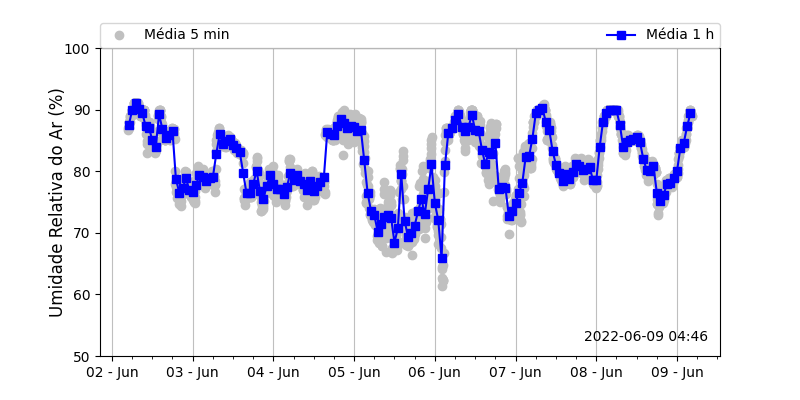 Média 5 min
Média 1 h
Umidade Relativa do Ar (%)
100
90
80
70
60
50
2022-06-09 04:46
02 - Jun
03 - Jun
04 - Jun
05 - Jun
06 - Jun
07 - Jun
08 - Jun
09 - Jun